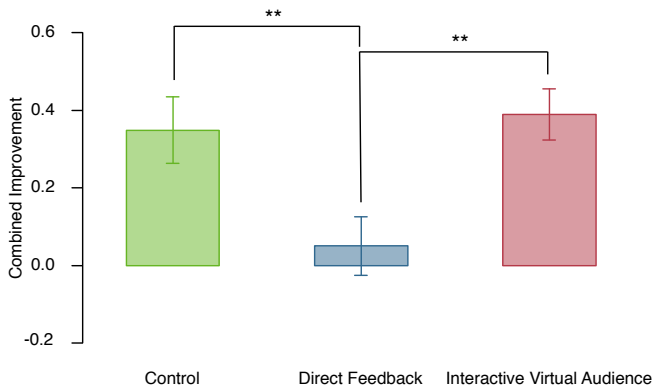 **
**
0.6
0.4
0.2
0.0
-0.2
Combined Improvement
Control
Direct Feedback
Interactive Virtual Audience